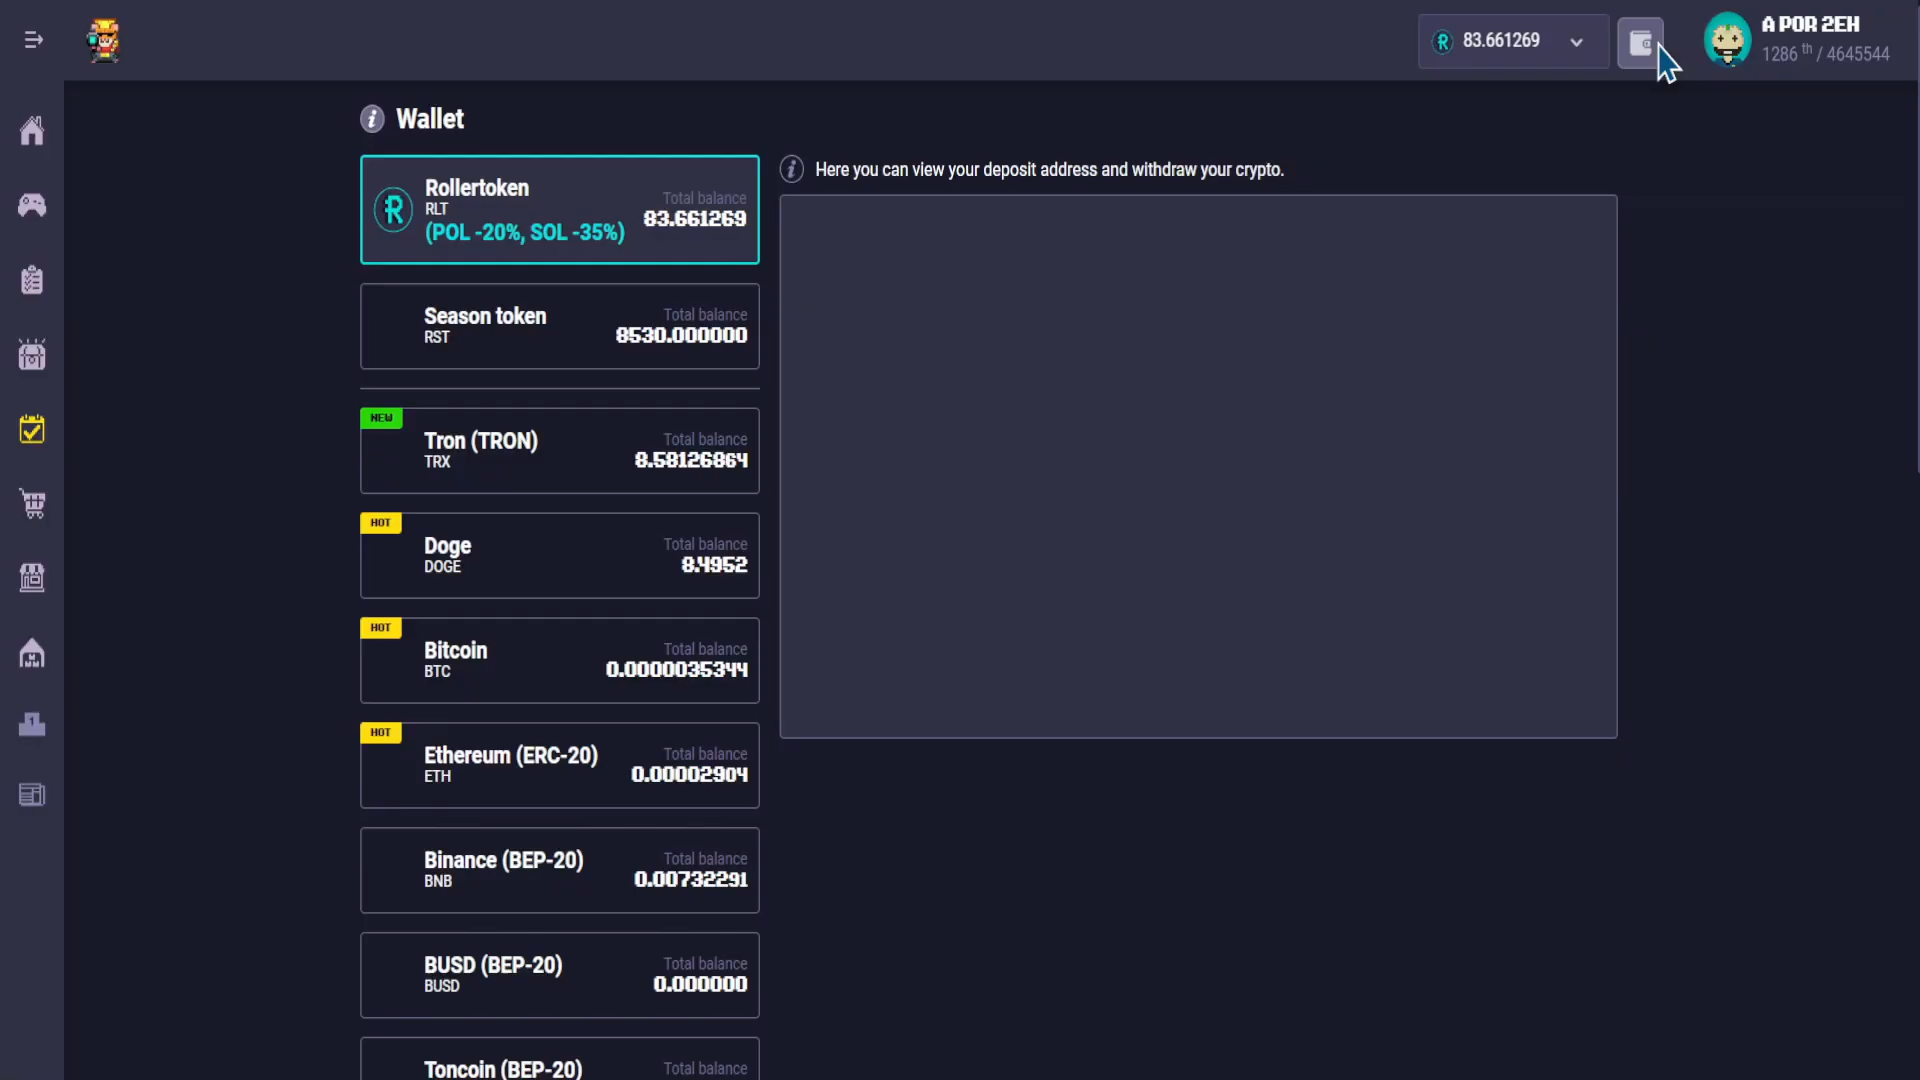 83.661269
A POR 2EH
1286 th / 4645544
Wallet
Rollertoken
RLT
(POL -20%, SOL -35%)
Total balance
83.661269
Here you can view your deposit address and withdraw your crypto.
Season token
RST
Total balance
8530.000000
NEW
Tron (TRON)
TRX
Total balance
8.58126864
HOT
Doge
DOGE
Total balance
8.4952
HOT
Bitcoin
BTC
Total balance
0.0000035344
HOT
Ethereum (ERC-20)
ETH
Total balance
0.00002904
Binance (BEP-20)
BNB
Total balance
0.00732291
BUSD (BEP-20)
BUSD
Total balance
0.000000
Toncoin (BEP-20)
Total balance